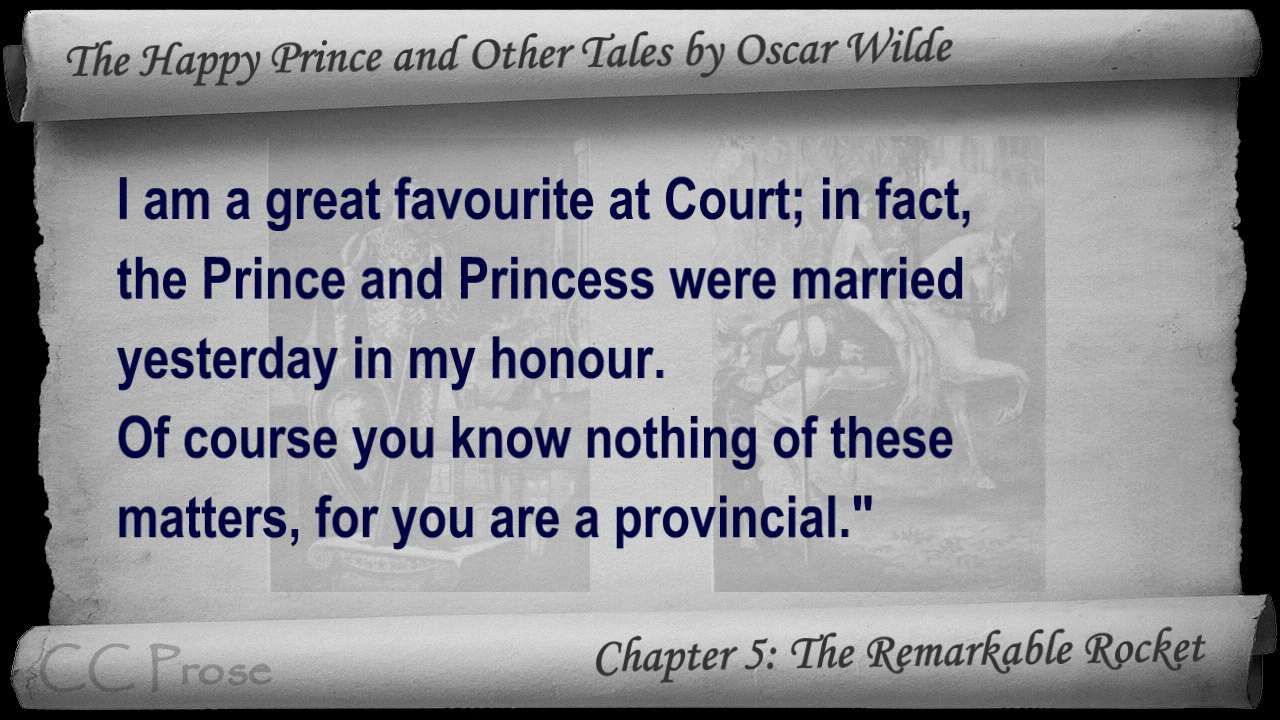 The Happy Prince and Other Tales by Oscar Wilde
I am a great favourite at Court; in fact,
the Prince and Princess were married
yesterday in my honour.
Of course you know nothing of these
matters, for you are a provincial."
CC Prose
Chapter 5: The Remarkable Rocket